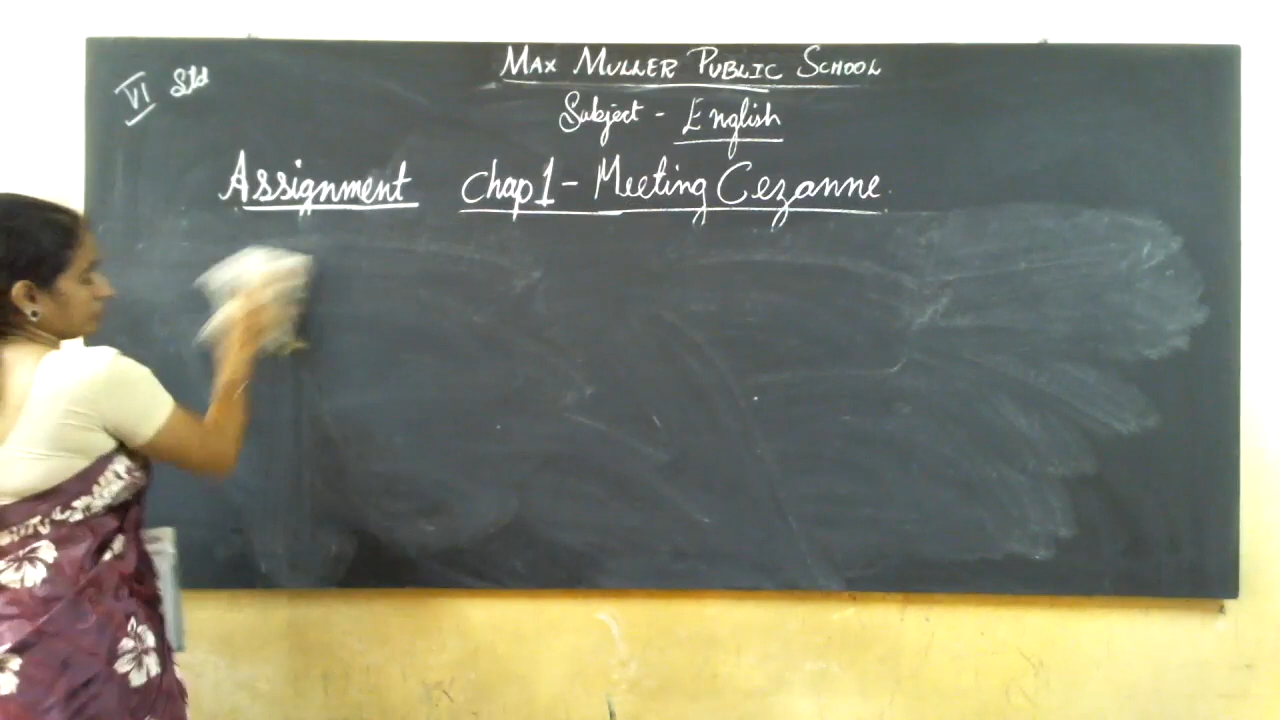 MAX MULLER PUBLIC SCHOOL
VI Std
Subject - English
Assignment Chap 1 - Meeting Cezanne